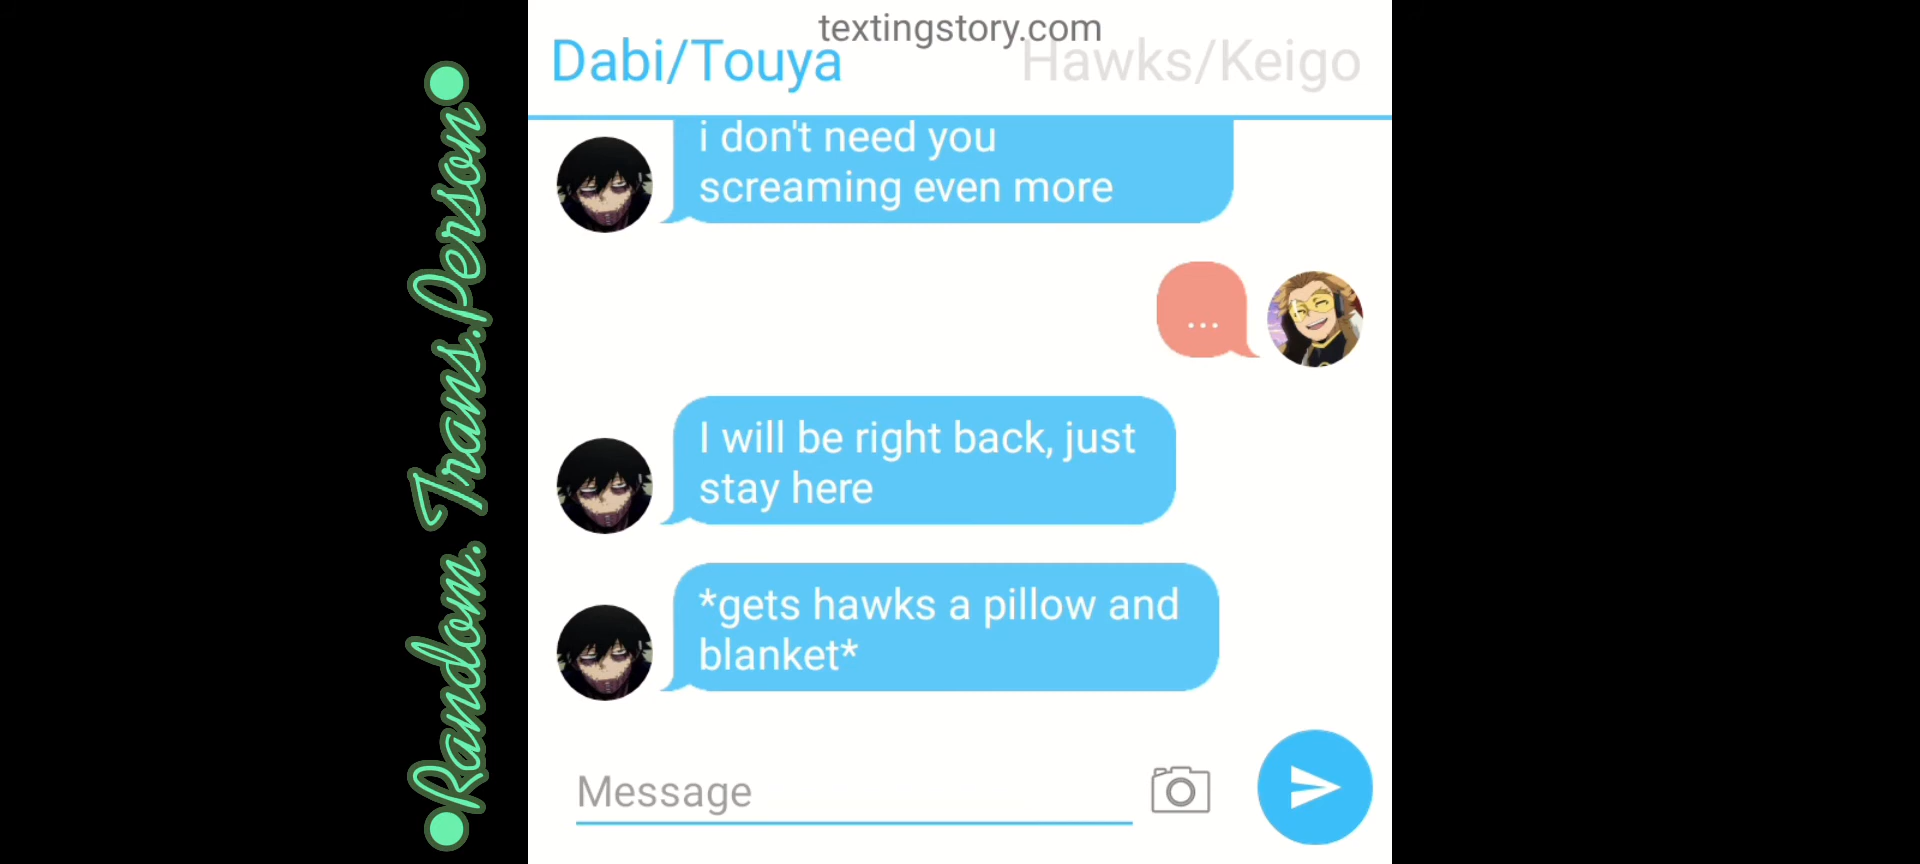 textingstory.com
Dabi/Touya
Hawks/Keigo
i don't need you
screaming even more
...
I will be right back, just
stay here
*gets hawks a pillow and
blanket*
Message
●Random.Trans.Person●